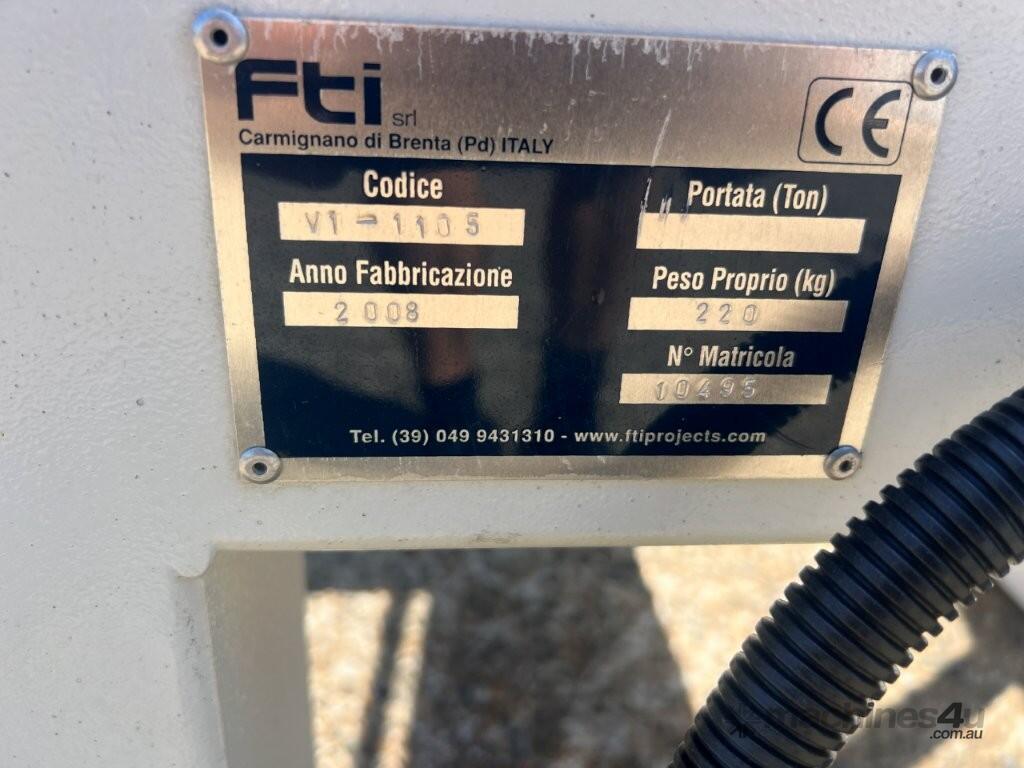 Fti srl
Carmignano di Brenta (Pd) ITALY
CE
Codice
V1-1105
Portata (Ton)
Anno Fabbricazione
2008
Peso Proprio (kg)
220
N° Matricola
10495
Tel. (39) 049 9431310 - www.ftiprojects.com
machines4u
.com.au